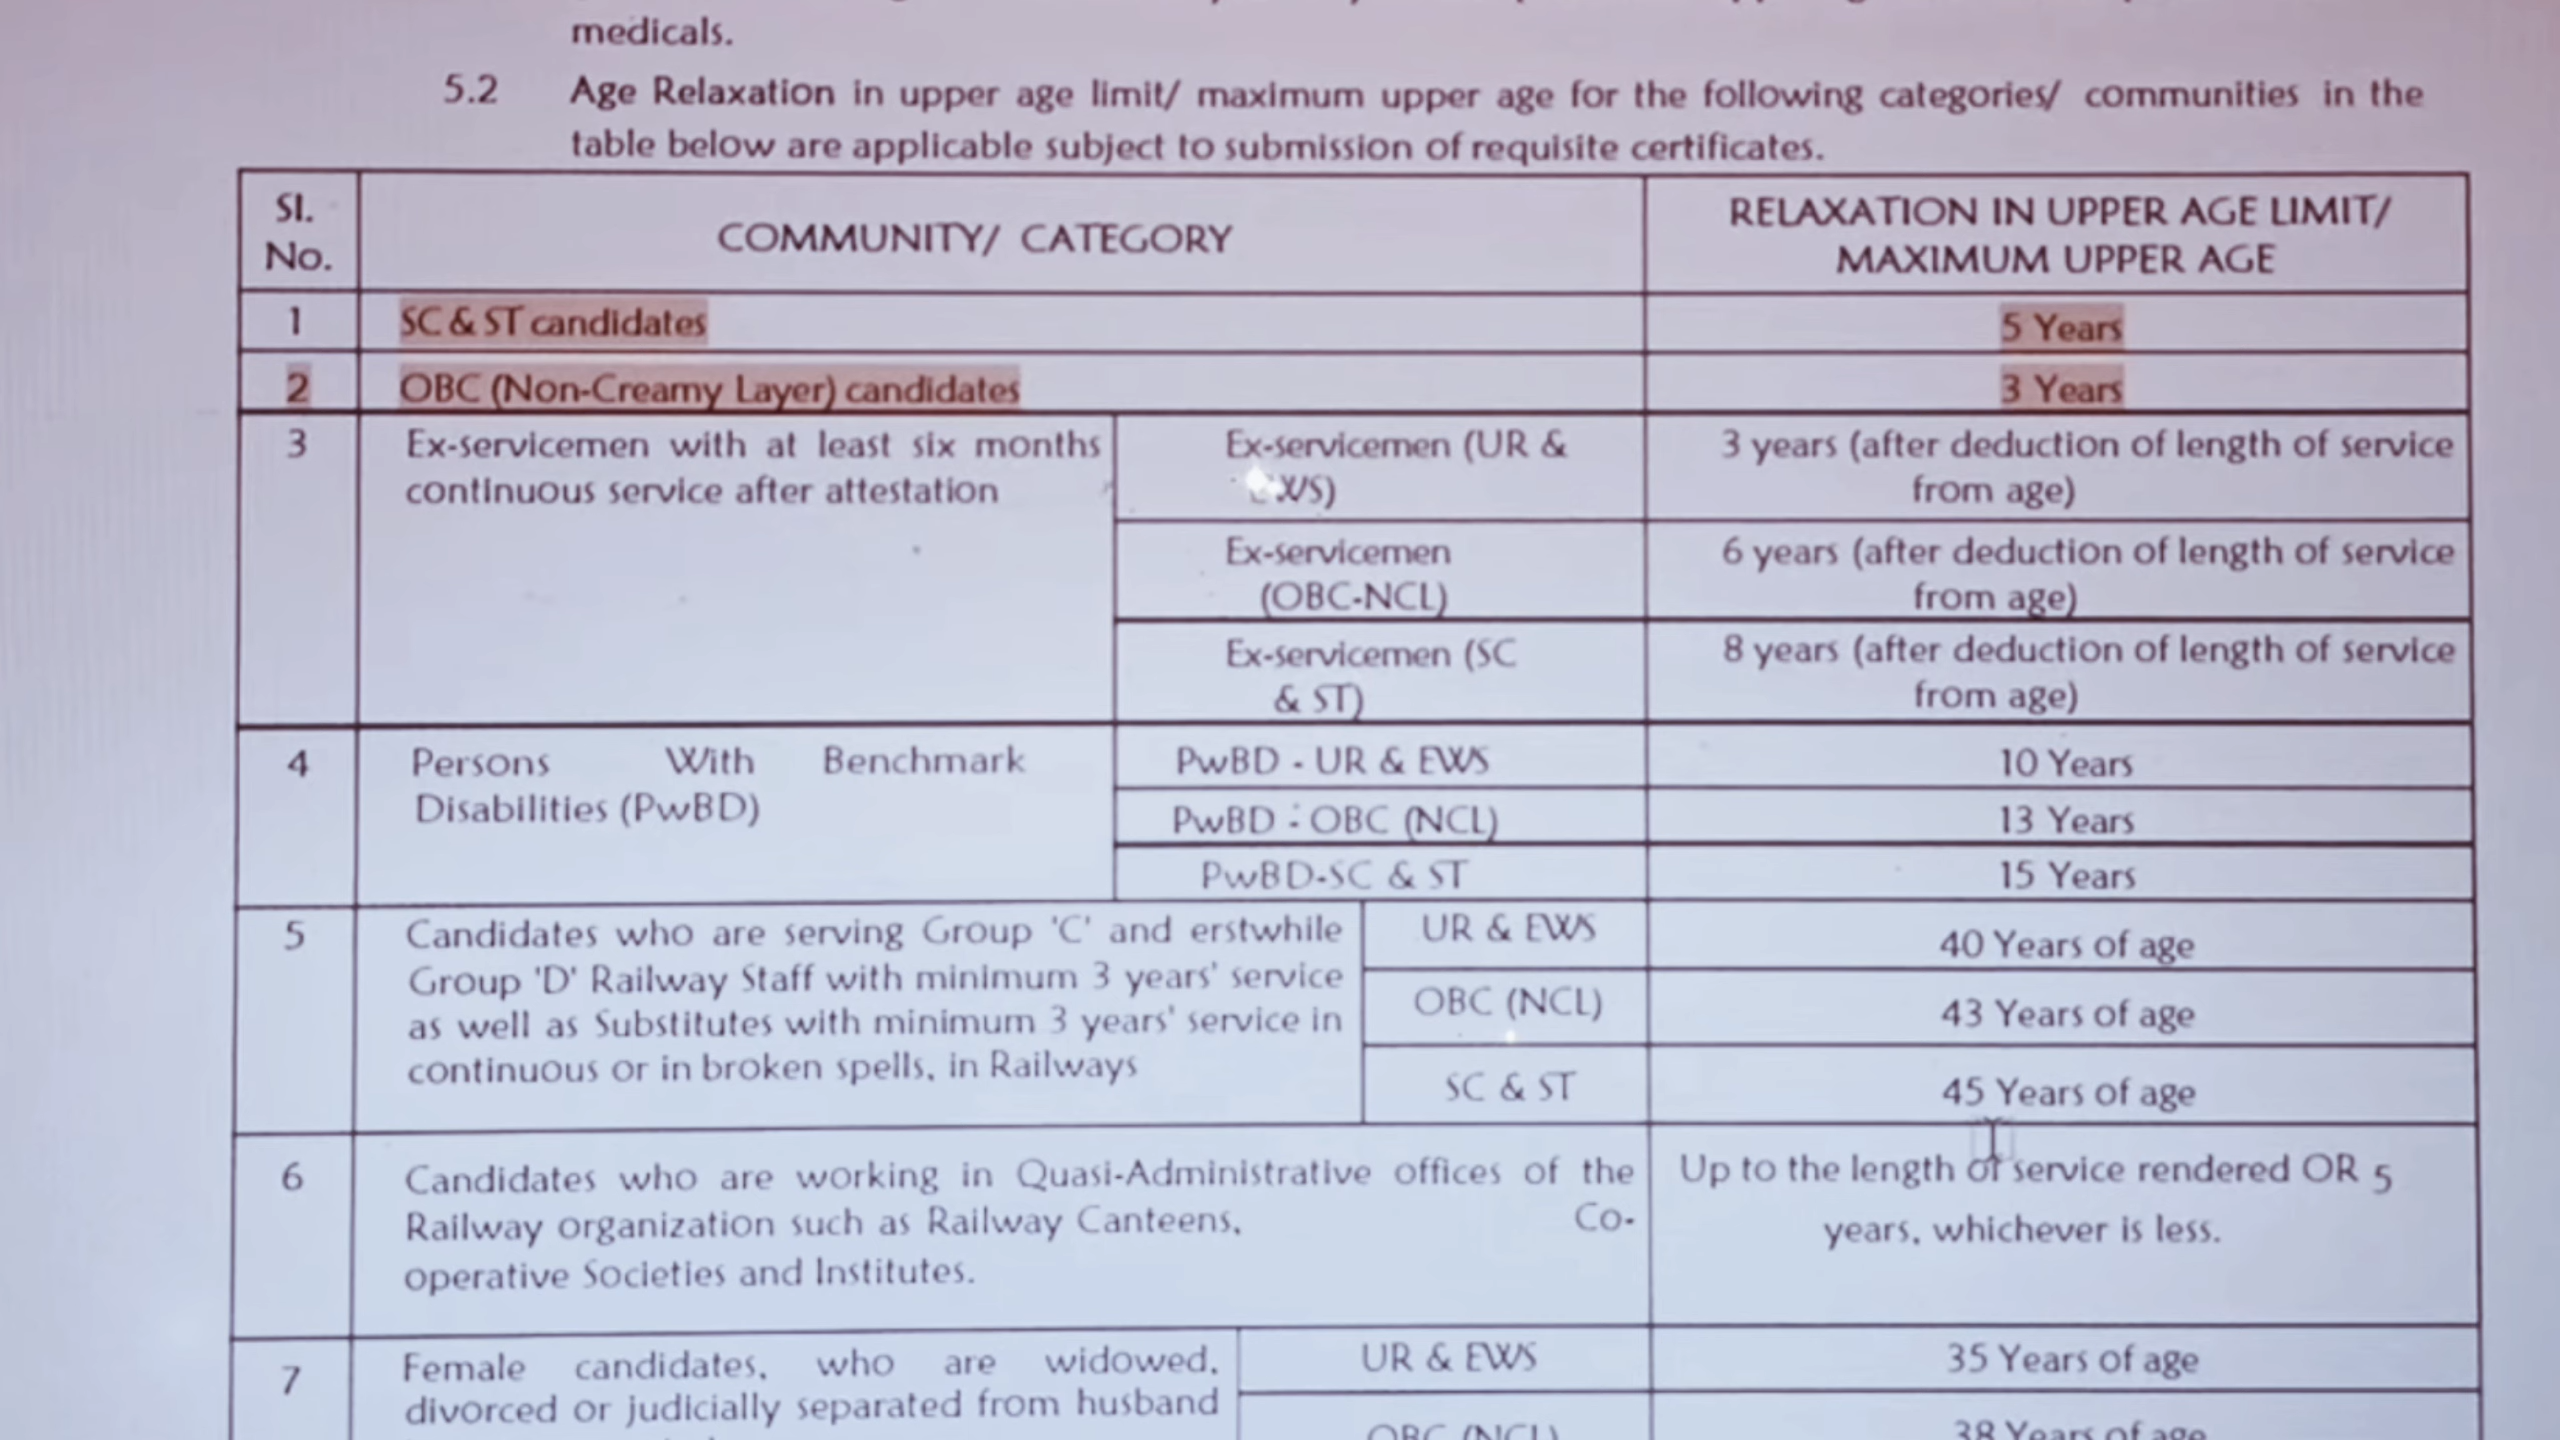 medicals.
5.2 Age Relaxation in upper age limit/ maximum upper age for the following categories/ communities in the
table below are applicable subject to submission of requisite certificates.
Sl.
No.
COMMUNITY/ CATEGORY
RELAXATION IN UPPER AGE LIMIT/
MAXIMUM UPPER AGE
1 SC & ST candidates 5 Years
2 OBC (Non-Creamy Layer) candidates 3 Years
3 Ex-servicemen with at least six months
continuous service after attestation
Ex-servicemen (UR &
3 years (after deduction of length of service
from age)
Ex-servicemen
(OBC-NCL)
6 years (after deduction of length of service
from age)
Ex-servicemen (SC
& ST)
8 years (after deduction of length of service
from age)
4 Persons With Benchmark
Disabilities (PwBD)
PwBD - UR & EWS 10 Years
PwBD - OBC (NCL) 13 Years
PwBD-SC & ST 15 Years
5 Candidates who are serving Group 'C' and erstwhile
Group 'D' Railway Staff with minimum 3 years' service
as well as Substitutes with minimum 3 years' service in
continuous or in broken spells, in Railways
UR & EWS 40 Years of age
OBC (NCL) 43 Years of age
SC & ST 45 Years of age
6 Candidates who are working in Quasi-Administrative offices of the
Railway organization such as Railway Canteens, Co-
operative Societies and Institutes.
Up to the length of service rendered OR 5
years, whichever is less.
7 Female candidates, who are widowed,
divorced or judicially separated from husband
UR & EWS 35 Years of age
OBC (NCL) 38 Years of age